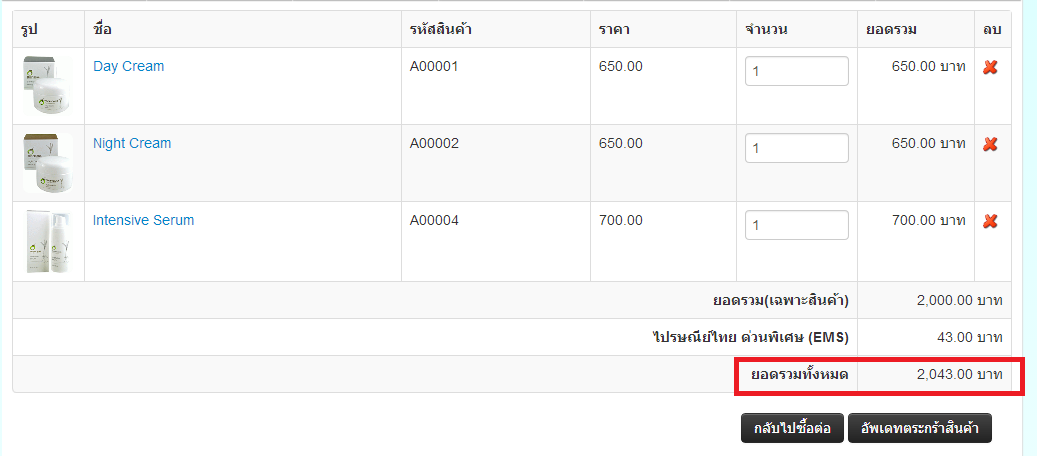 รูป ชื่อ รหัสสินค้า ราคา จำนวน ยอดรวม ลบ
Day Cream A00001 650.00 1 650.00 บาท
Night Cream A00002 650.00 1 650.00 บาท
Intensive Serum A00004 700.00 1 700.00 บาท
ยอดรวม(เฉพาะสินค้า) 2,000.00 บาท
ไปรษณีย์ไทย ด่วนพิเศษ (EMS) 43.00 บาท
ยอดรวมทั้งหมด 2,043.00 บาท
กลับไปซื้อต่อ อัพเดทตระกร้าสินค้า